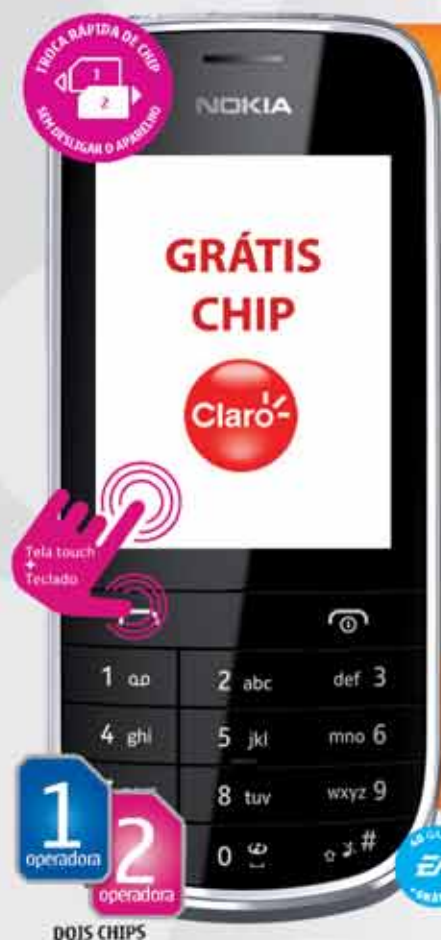 TROCA RÁPIDA DE CHIP
1
2
SEM DESLIGAR O APARELHO
NOKIA
GRÁTIS
CHIP
Claro
Tela touch
+
Teclado
1
2 abc
def 3
4 ghi
5 jkl
mno 6
8 tuv
wxyz 9
0
#
1
operadora
2
operadora
EA
DOIS CHIPS